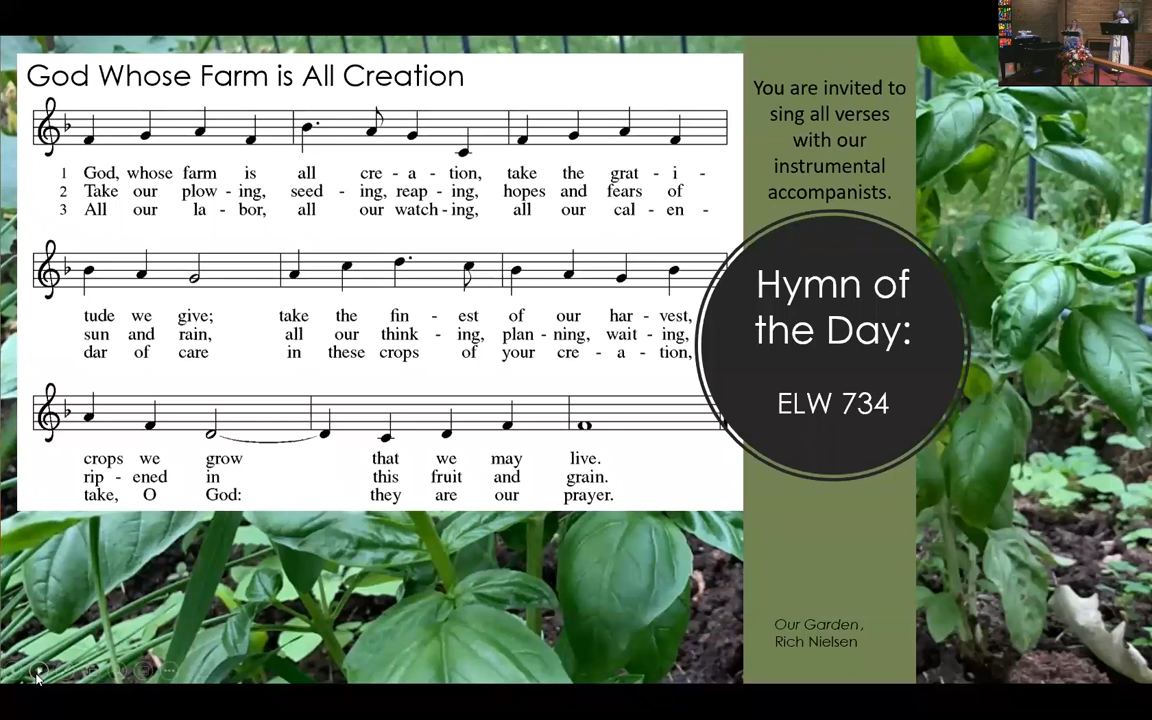 God Whose Farm is All Creation
1 God, whose farm is all cre - a - tion, take the grat - i -
2 Take our plow - ing, seed - ing, reap - ing, hopes and fears of
3 All our la - bor, all our watch - ing, all our cal - en -
tude we give; take the fin - est of our har - vest,
sun and rain, all our think - ing, plan - ning, wait - ing,
dar of care in these crops of your cre - a - tion,
crops we grow that we may live.
rip - ened in this fruit and grain.
take, O God: they are our prayer.
You are invited to
sing all verses
with our
instrumental
accompanists.
Hymn of
the Day:
ELW 734
Our Garden,
Rich Nielsen